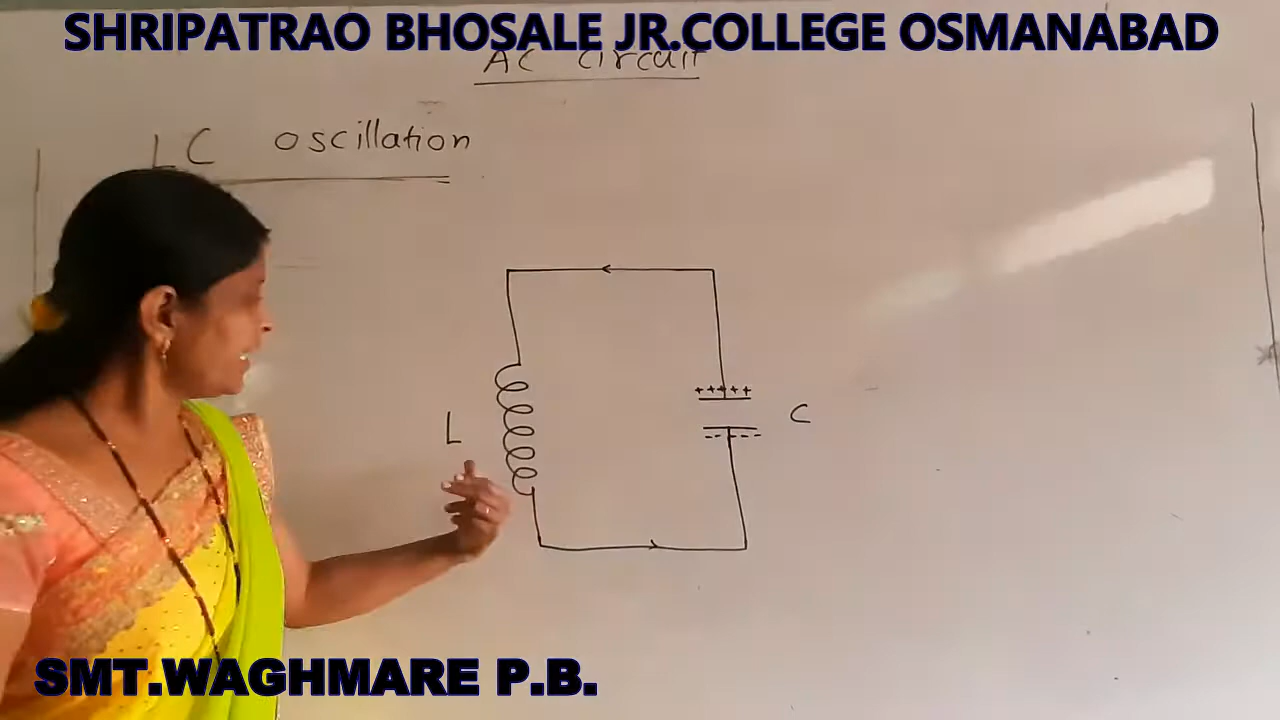 SHRIPATRAO BHOSALE JR.COLLEGE OSMANABAD
AC circuit
LC oscillation
++++
L
C
-----
SMT.WAGHMARE P.B.